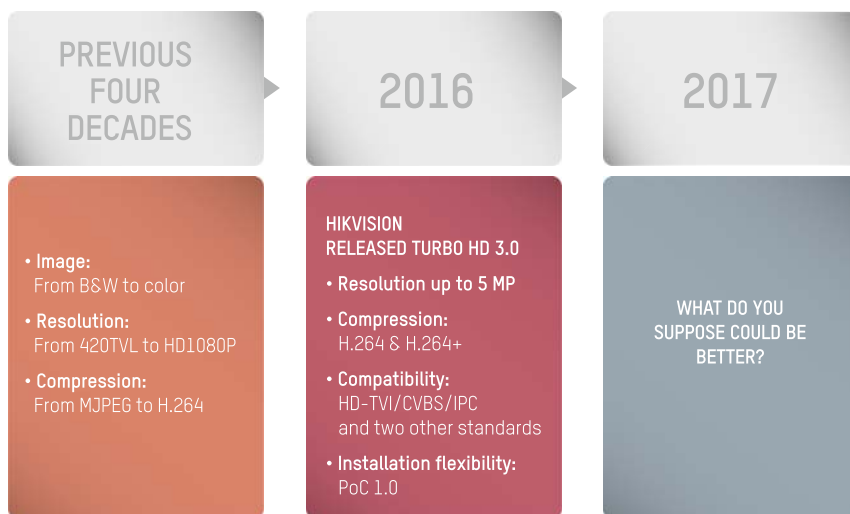 PREVIOUS
FOUR
DECADES
2016
2017
• Image:
From B&W to color
• Resolution:
From 420TVL to HD1080P
• Compression:
From MJPEG to H.264
HIKVISION
RELEASED TURBO HD 3.0
• Resolution up to 5 MP
• Compression:
H.264 & H.264+
• Compatibility:
HD-TVI/CVBS/IPC
and two other standards
• Installation flexibility:
PoC 1.0
WHAT DO YOU
SUPPOSE COULD BE
BETTER?